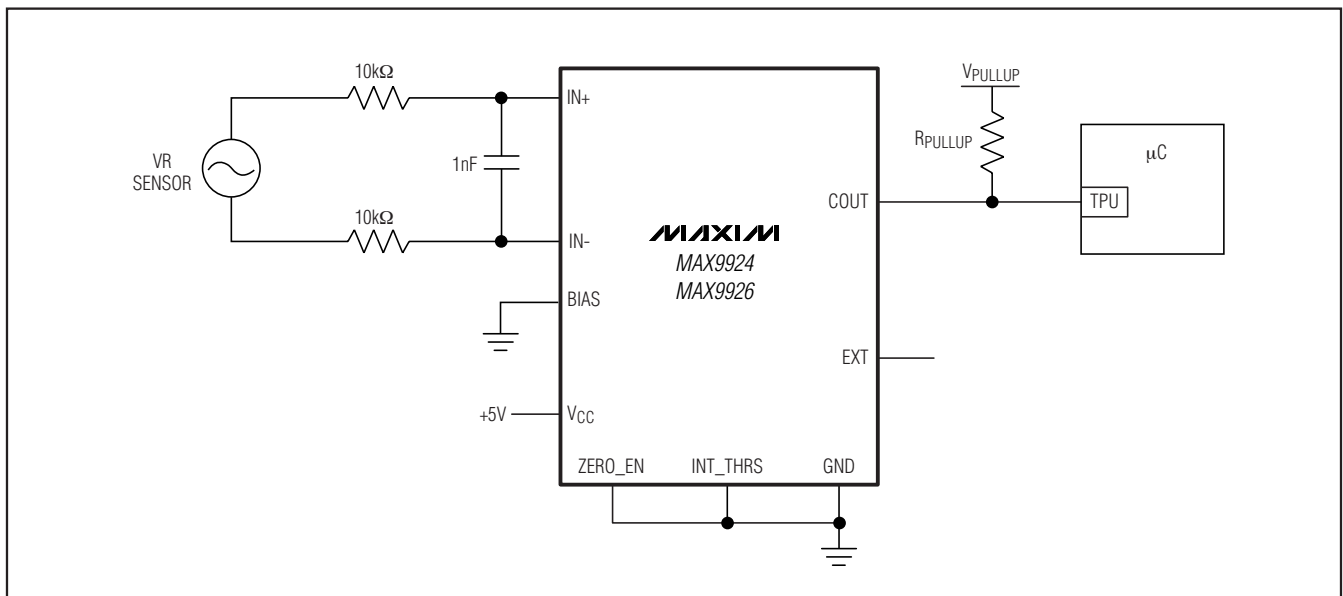 10kΩ
VR
SENSOR
1nF
10kΩ
IN+
IN-
BIAS
+5V
VCC
ZERO_EN
INT_THRS
GND
MAXIM
MAX9924
MAX9926
COUT
EXT
VPULLUP
RPULLUP
TPU
μC